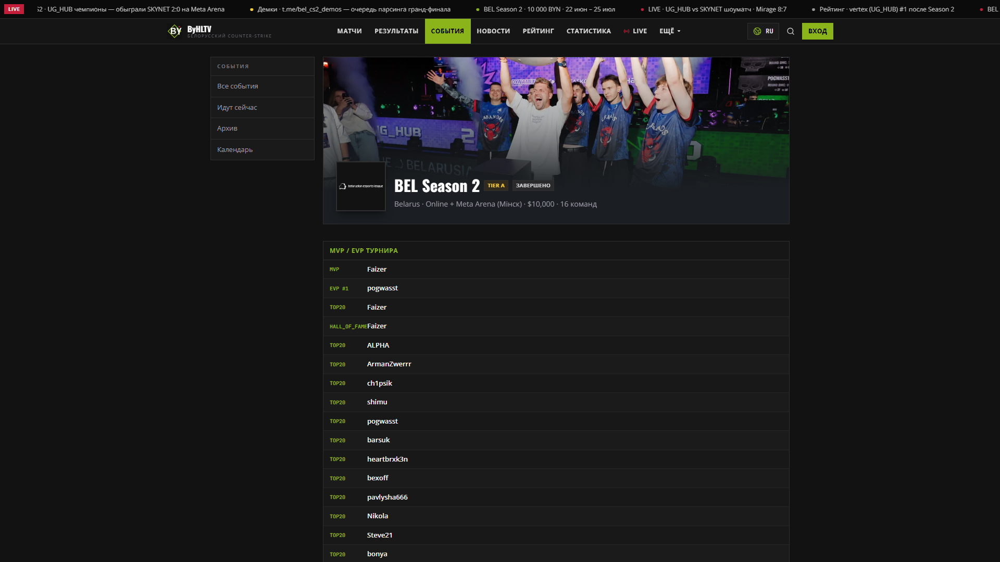 LIVE
52 · UG_HUB чемпионы — обыграли SKYNET 2:0 на Meta Arena
Демки · t.me/bel_cs2_demos — очередь парсинга гранд-финала
BEL Season 2 · 10 000 BYN · 22 июн – 25 июл
LIVE · UG_HUB vs SKYNET шоуматч · Mirage 8:7
Рейтинг · vertex (UG_HUB) #1 после Season 2
BEL
BY
ByHLTV
БЕЛОРУССКИЙ COUNTER-STRIKE
МАТЧИ
РЕЗУЛЬТАТЫ
СОБЫТИЯ
НОВОСТИ
РЕЙТИНГ
СТАТИСТИКА
LIVE
ЕЩЁ
RU
ВХОД
СОБЫТИЯ
Все события
Идут сейчас
Архив
Календарь
UG_HUB
2
BELARUSIA
POGWASST
belarusian esports league
BEL Season 2
TIER A
ЗАВЕРШЕНО
Belarus · Online + Meta Arena (Мінск) · $10,000 · 16 команд
MVP / EVP ТУРНИРА
MVP Faizer
EVP #1 pogwasst
TOP20 Faizer
HALL_OF_FAME Faizer
TOP20 ALPHA
TOP20 ArmanZwerrr
TOP20 ch1psik
TOP20 shimu
TOP20 pogwasst
TOP20 barsuk
TOP20 heartbrxk3n
TOP20 bexoff
TOP20 pavlysha666
TOP20 Nikola
TOP20 Steve21
TOP20 bonya